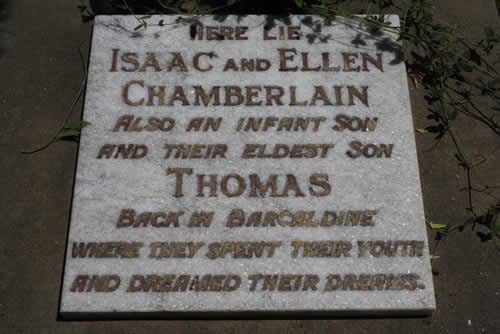 HERE LIE
ISAAC AND ELLEN
CHAMBERLAIN
ALSO AN INFANT SON
AND THEIR ELDEST SON
THOMAS
BACK IN BARCALDINE
WHERE THEY SPENT THEIR YOUTH
AND DREAMED THEIR DREAMS.